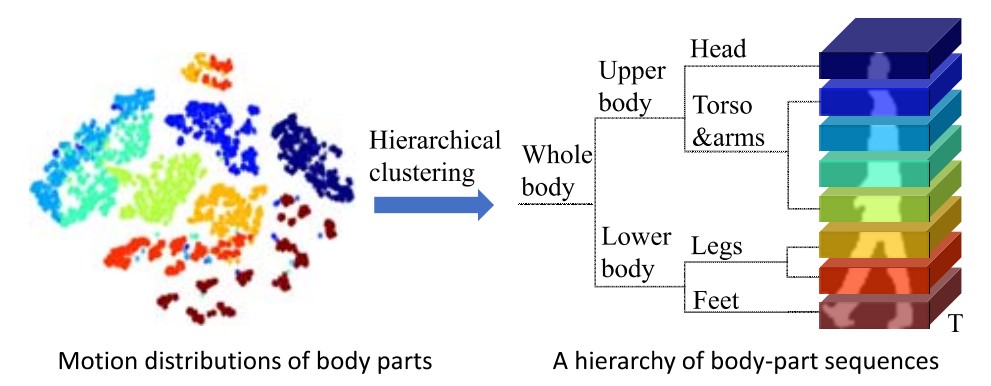 Hierarchical
clustering
Whole
body
Upper
body
Head
Torso
&arms
Lower
body
Legs
Feet
T
Motion distributions of body parts
A hierarchy of body-part sequences